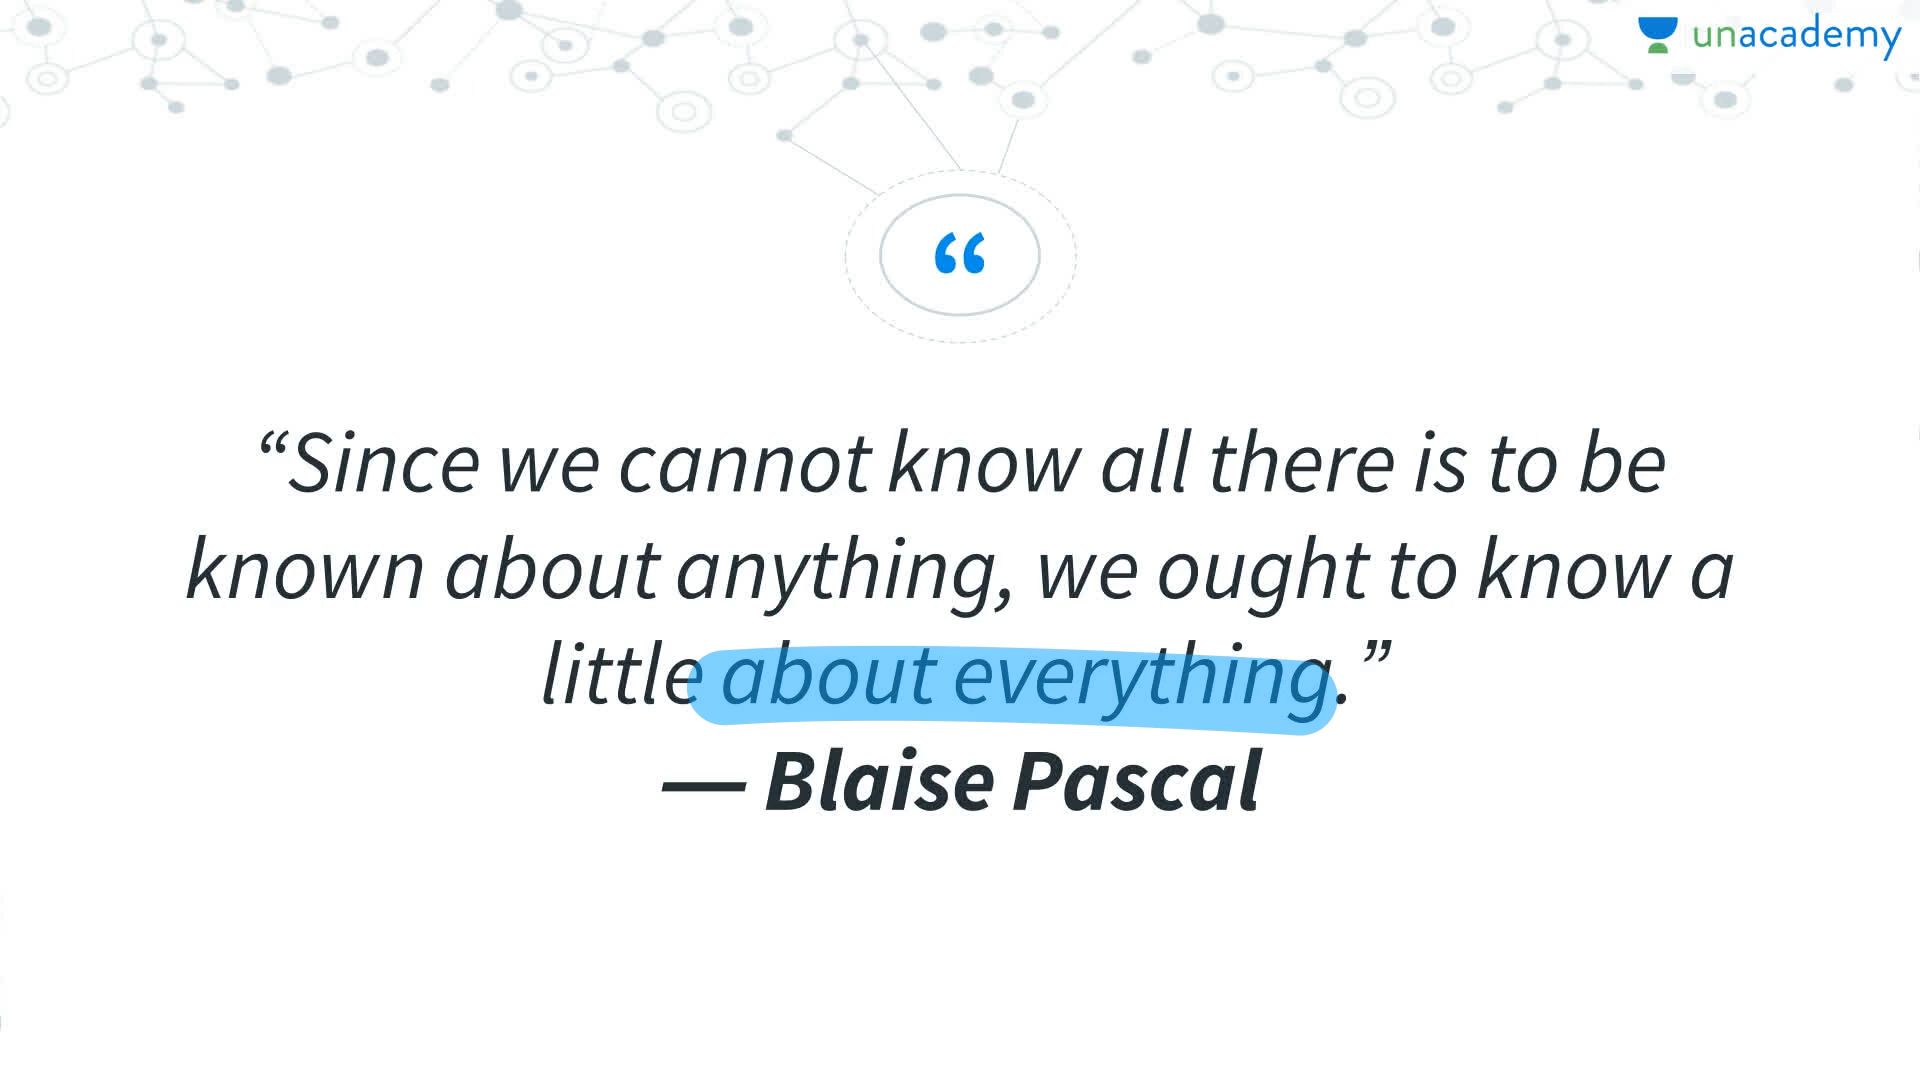 unacademy
“
“Since we cannot know all there is to be
known about anything, we ought to know a
little about everything.”
— Blaise Pascal